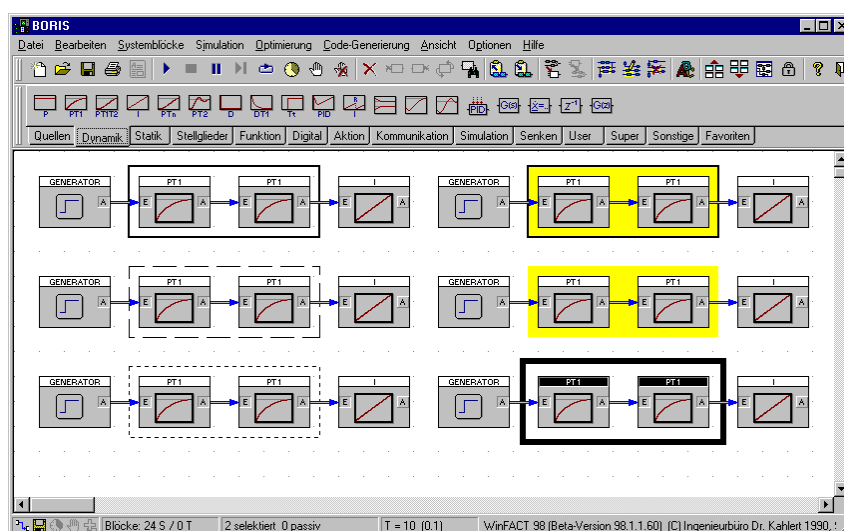 BORIS
Datei Bearbeiten Systemblöcke Simulation Optimierung Code-Generierung Ansicht Optionen Hilfe
P PT1 PT1T2 I PTn PT2 D DT1 Tt PID PID G(s) ẋ=.. z⁻¹ G(z)
Quellen Dynamik Statik Stellglieder Funktion Digital Aktion Kommunikation Simulation Senken User Super Sonstige Favoriten
GENERATOR PT1 PT1 I GENERATOR PT1 PT1 I
A E A E A E A A E A E A E A
GENERATOR PT1 PT1 I GENERATOR PT1 PT1 I
A E A E A E A A E A E A E A
GENERATOR PT1 PT1 I GENERATOR PT1 PT1 I
A E A E A E A A E A E A E A
Blöcke: 24 S / 0 T 2 selektiert 0 passiv T = 10 (0.1) WinFACT 98 (Beta-Version 98.1.1.60) (C) Ingenieurbüro Dr. Kahlert 1990,